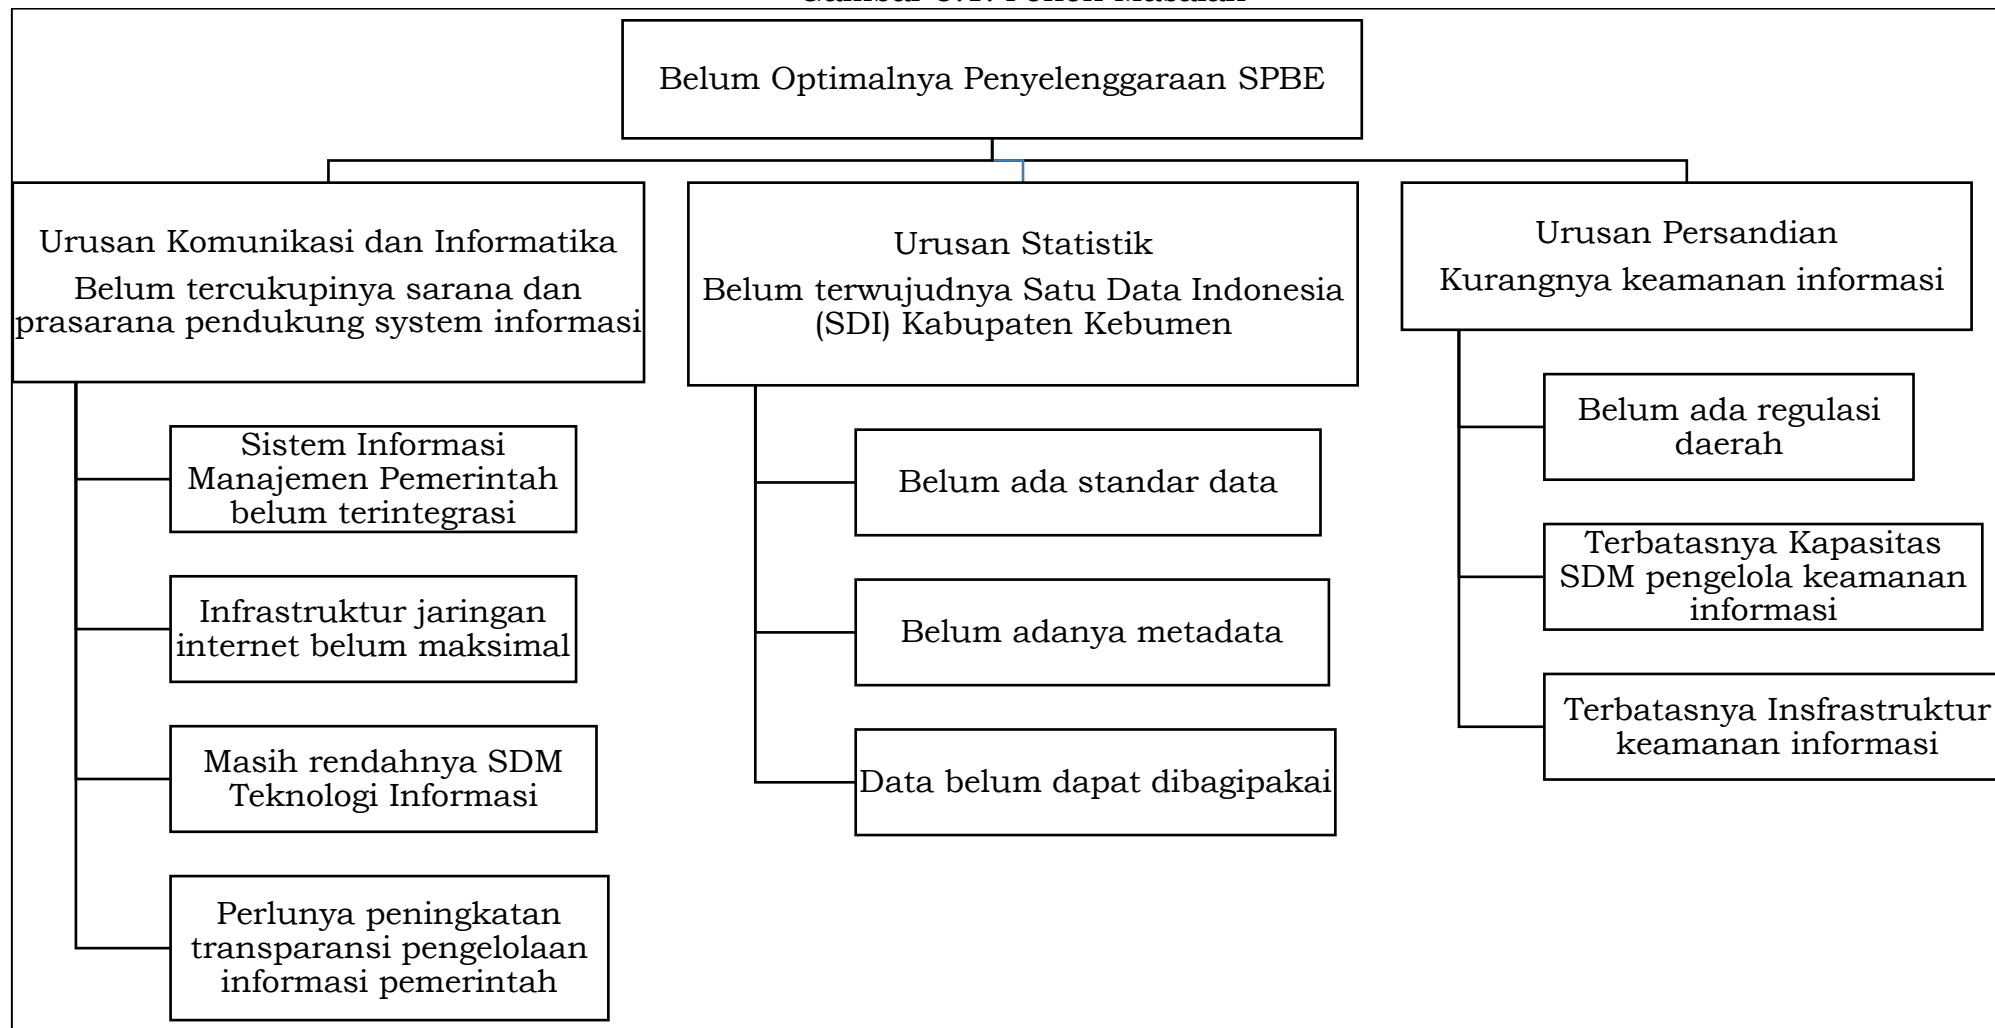 Belum Optimalnya Penyelenggaraan SPBE
Urusan Komunikasi dan Informatika
Belum tercukupinya sarana dan
prasarana pendukung system informasi
Sistem Informasi
Manajemen Pemerintah
belum terintegrasi
Infrastruktur jaringan
internet belum maksimal
Masih rendahnya SDM
Teknologi Informasi
Perlunya peningkatan
transparansi pengelolaan
informasi pemerintah
Urusan Statistik
Belum terwujudnya Satu Data Indonesia
(SDI) Kabupaten Kebumen
Belum ada standar data
Belum adanya metadata
Data belum dapat dibagipakai
Urusan Persandian
Kurangnya keamanan informasi
Belum ada regulasi
daerah
Terbatasnya Kapasitas
SDM pengelola keamanan
informasi
Terbatasnya Insfrastruktur
keamanan informasi